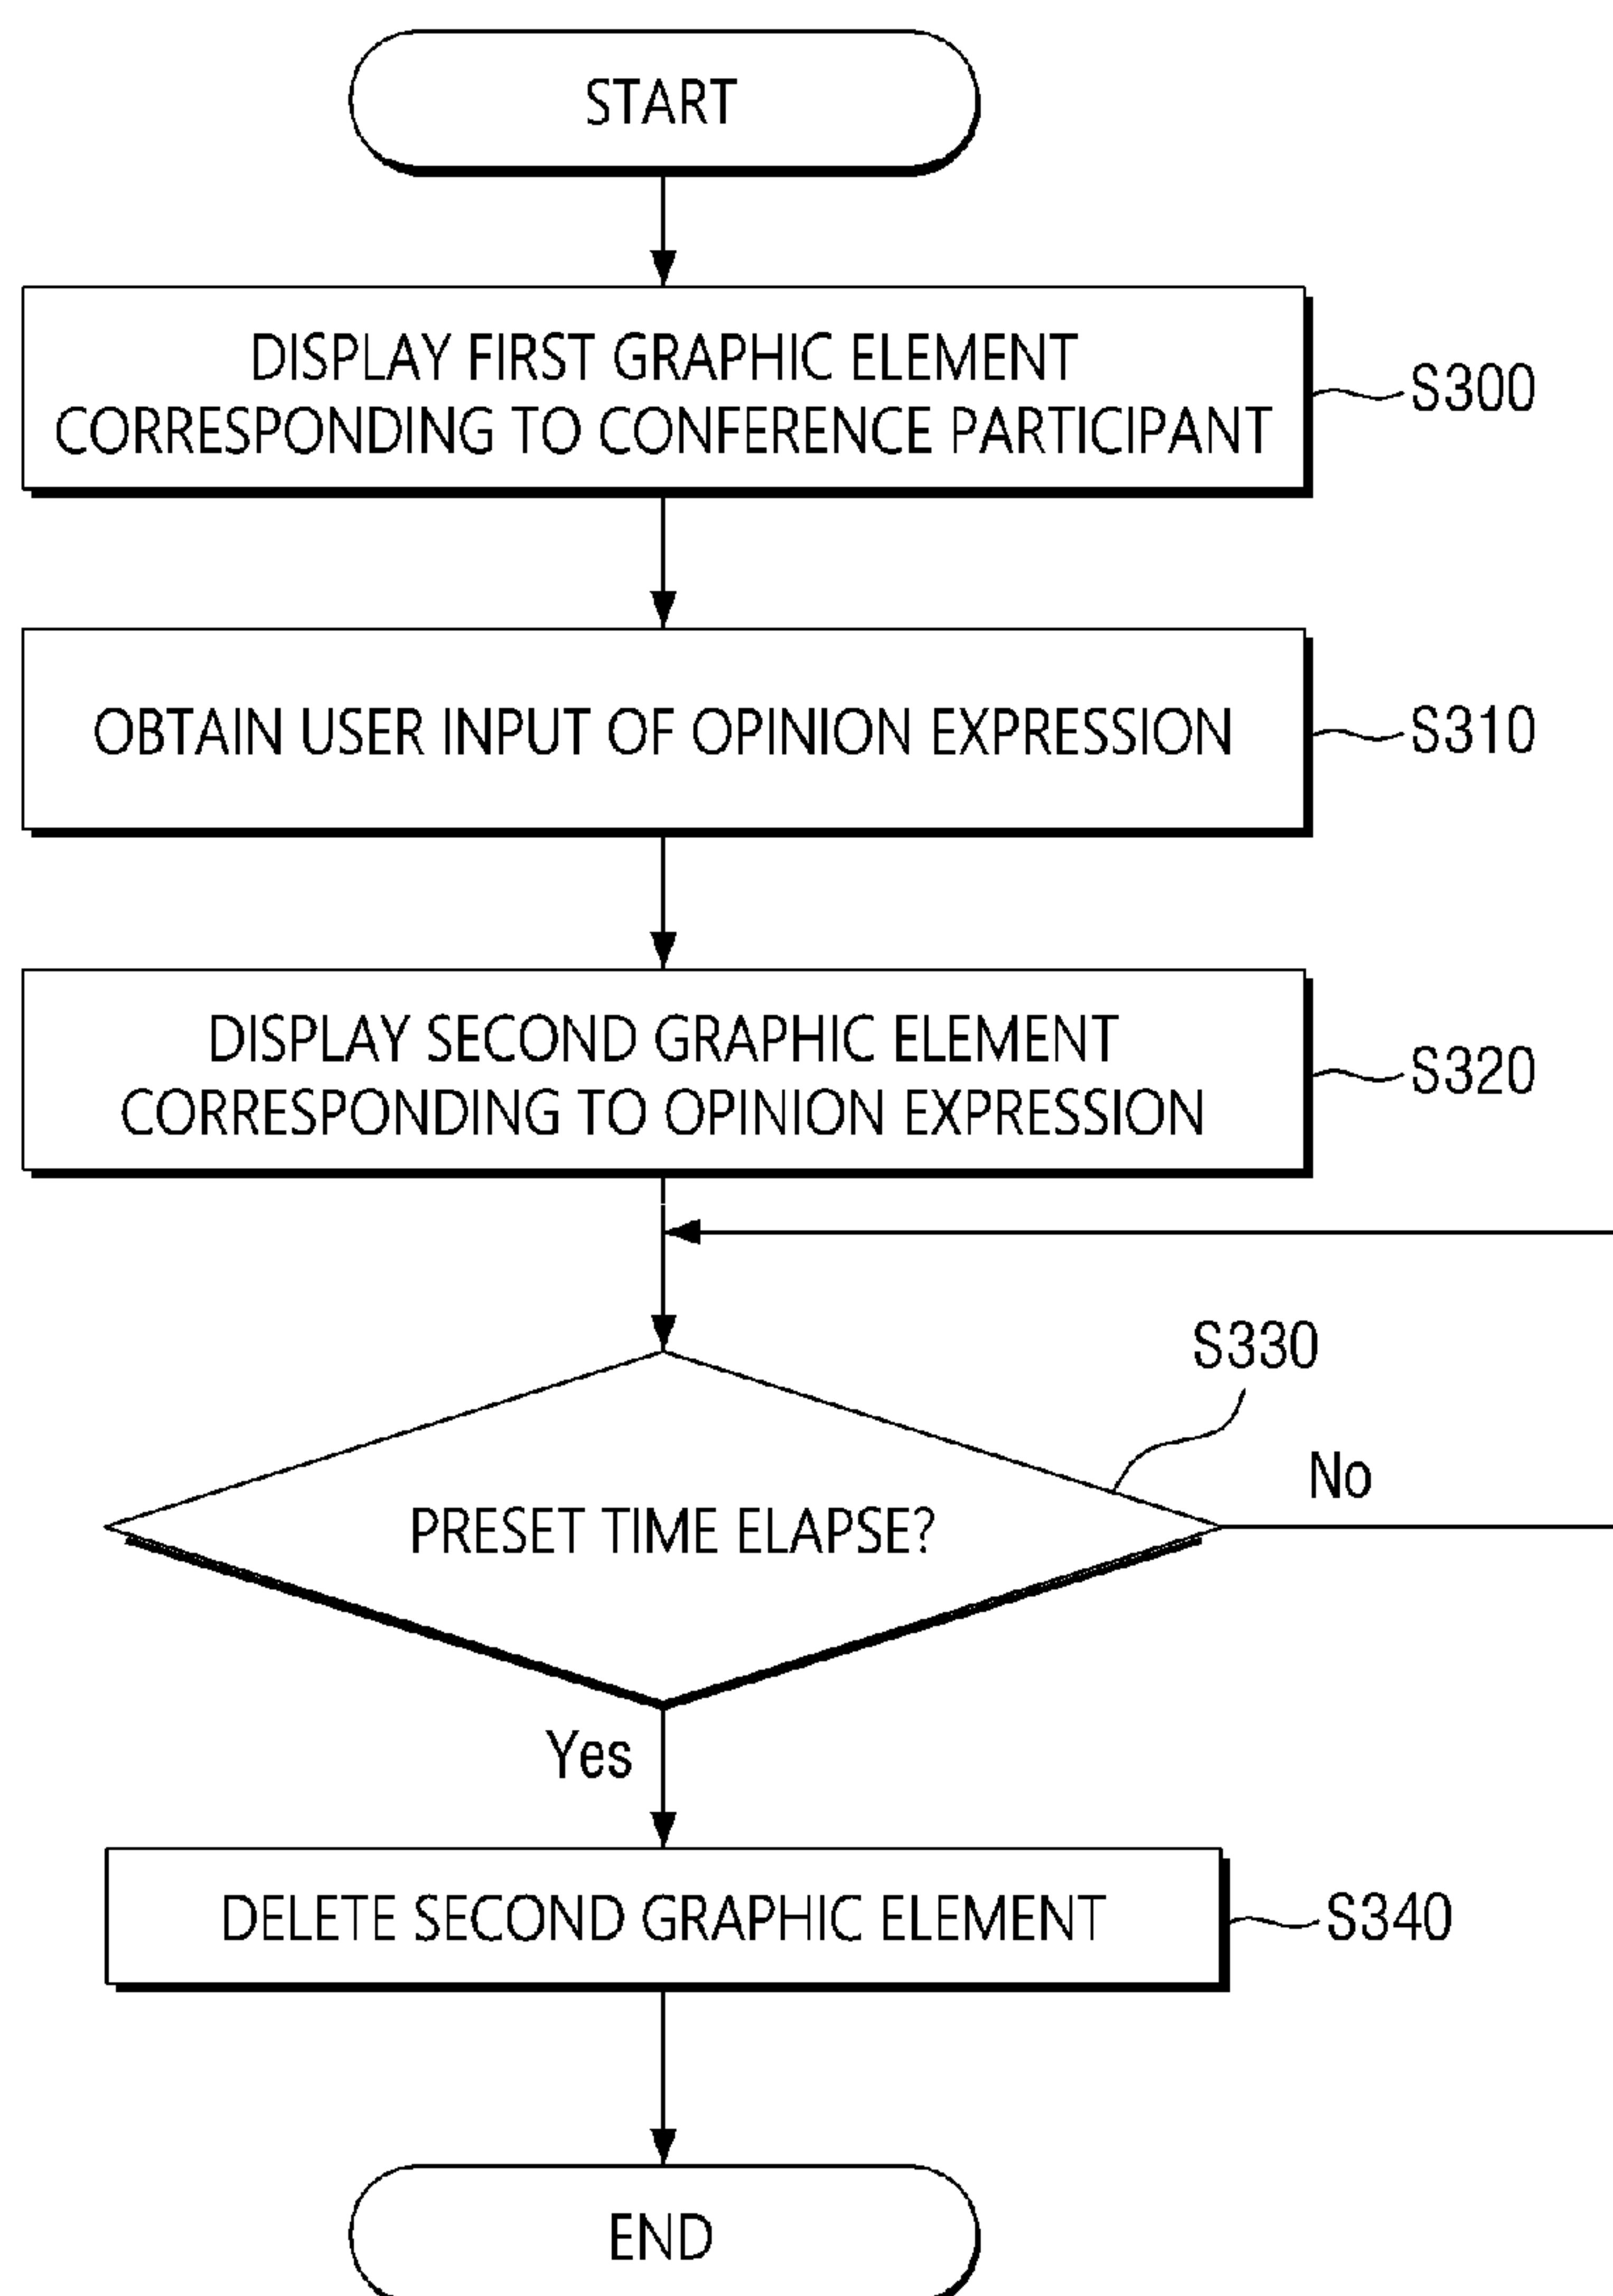 START
DISPLAY FIRST GRAPHIC ELEMENT
CORRESPONDING TO CONFERENCE PARTICIPANT
S300
OBTAIN USER INPUT OF OPINION EXPRESSION
S310
DISPLAY SECOND GRAPHIC ELEMENT
CORRESPONDING TO OPINION EXPRESSION
S320
S330
No
PRESET TIME ELAPSE?
Yes
DELETE SECOND GRAPHIC ELEMENT
S340
END